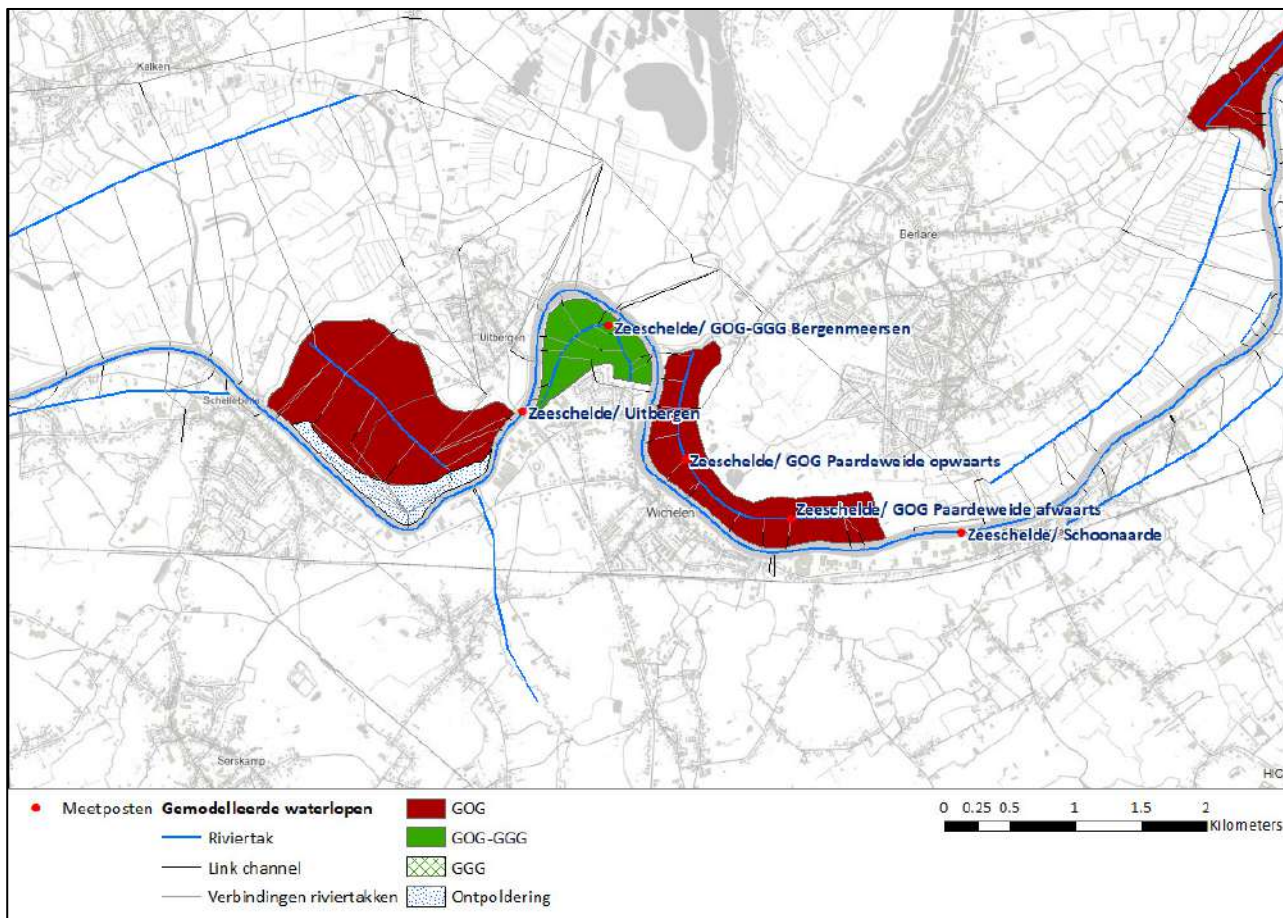 Kalken
Berlare
Uitbergen
Zeeschelde/ GOG-GGG Bergenmeersen
Schellebelle
Zeeschelde/ Uitbergen
Zeeschelde/ GOG Paardeweide opwaarts
Wichelen
Zeeschelde/ GOG Paardeweide afwaarts
Zeeschelde/ Schoonaarde
Serskamp
HIC
Meetposten
Gemodelleerde waterlopen
Riviertak
Link channel
Verbindingen riviertakken
GOG
GOG-GGG
GGG
Ontpoldering
0 0.25 0.5 1 1.5 2
Kilometers